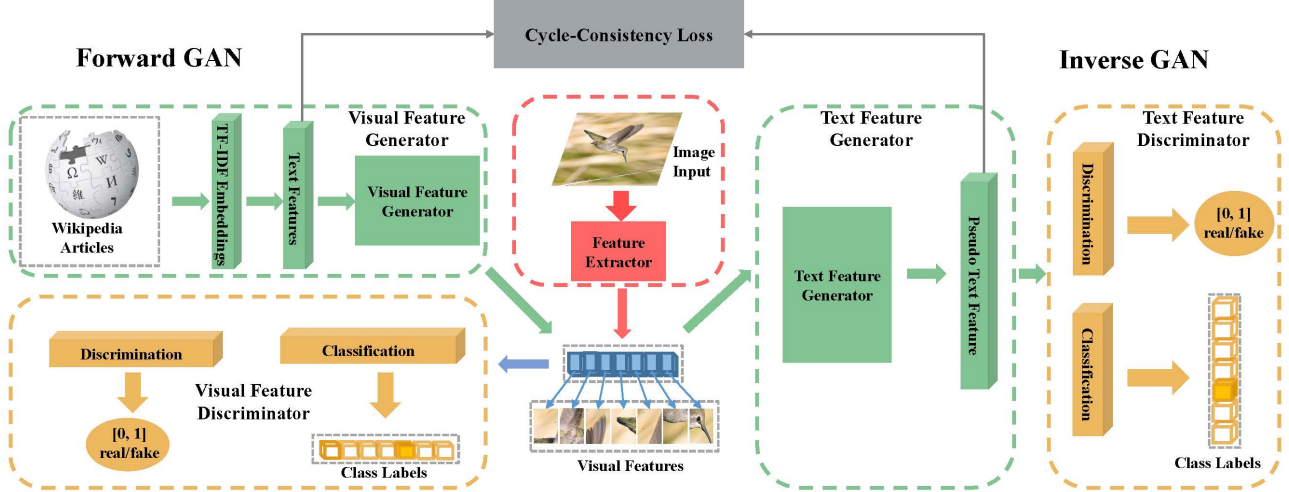 Cycle-Consistency Loss
Forward GAN
Inverse GAN
Visual Feature
Generator
Wikipedia
Articles
TF-IDF Embeddings
Text Features
Visual Feature
Generator
Image
Input
Feature
Extractor
Text Feature
Generator
Text Feature
Generator
Pseudo Text Feature
Text Feature
Discriminator
Discrimination
[0, 1]
real/fake
Classification
Class Labels
Discrimination
Classification
Visual Feature
Discriminator
[0, 1]
real/fake
Class Labels
Visual Features